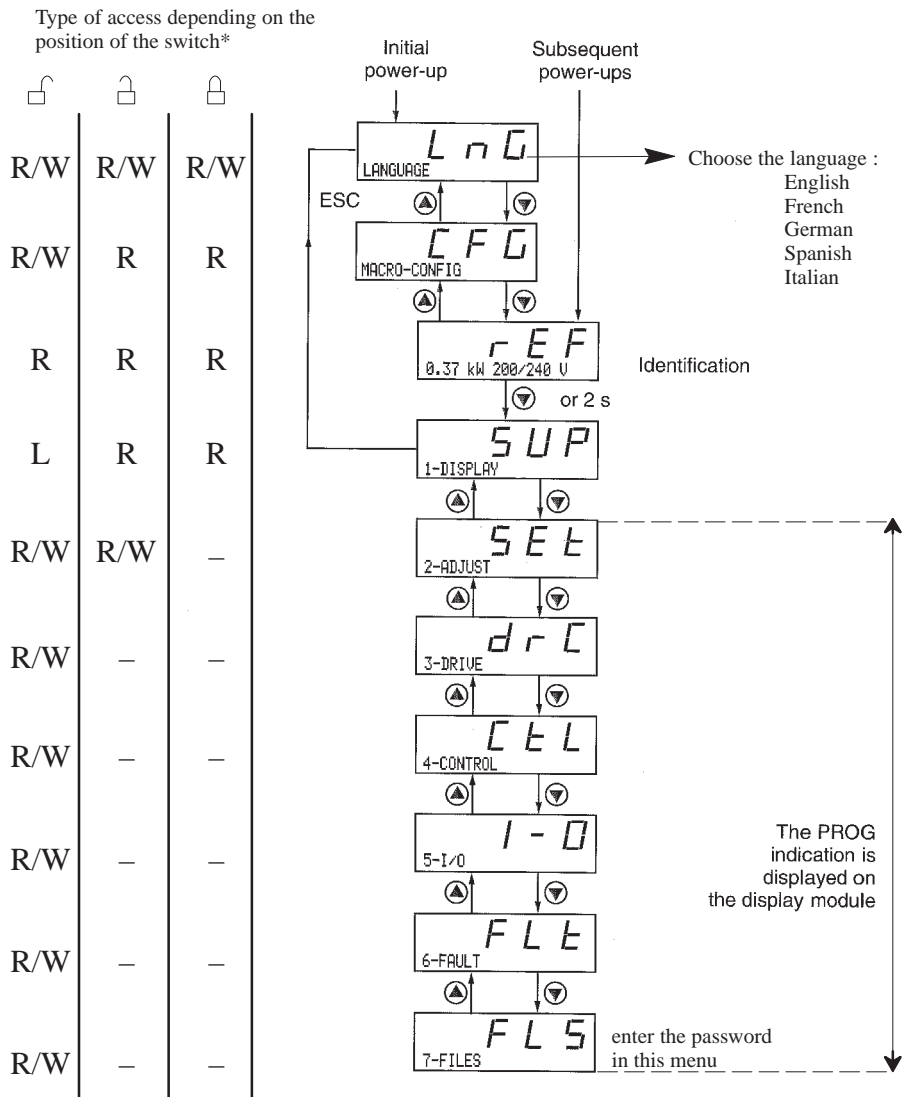 Type of access depending on the
position of the switch*
Initial
power-up
Subsequent
power-ups
R/W R/W R/W
LnG
LANGUAGE
Choose the language :
English
French
German
Spanish
Italian
ESC
R/W R R
CFG
MACRO-CONFIG
R R R
rEF
0.37 kW 200/240 V
Identification
or 2 s
L R R
SUP
1-DISPLAY
R/W R/W –
SEt
2-ADJUST
R/W – –
drC
3-DRIVE
R/W – –
CtL
4-CONTROL
R/W – –
I-O
5-I/O
The PROG
indication is
displayed on
the display module
R/W – –
FLt
6-FAULT
R/W – –
FLS
7-FILES
enter the password
in this menu